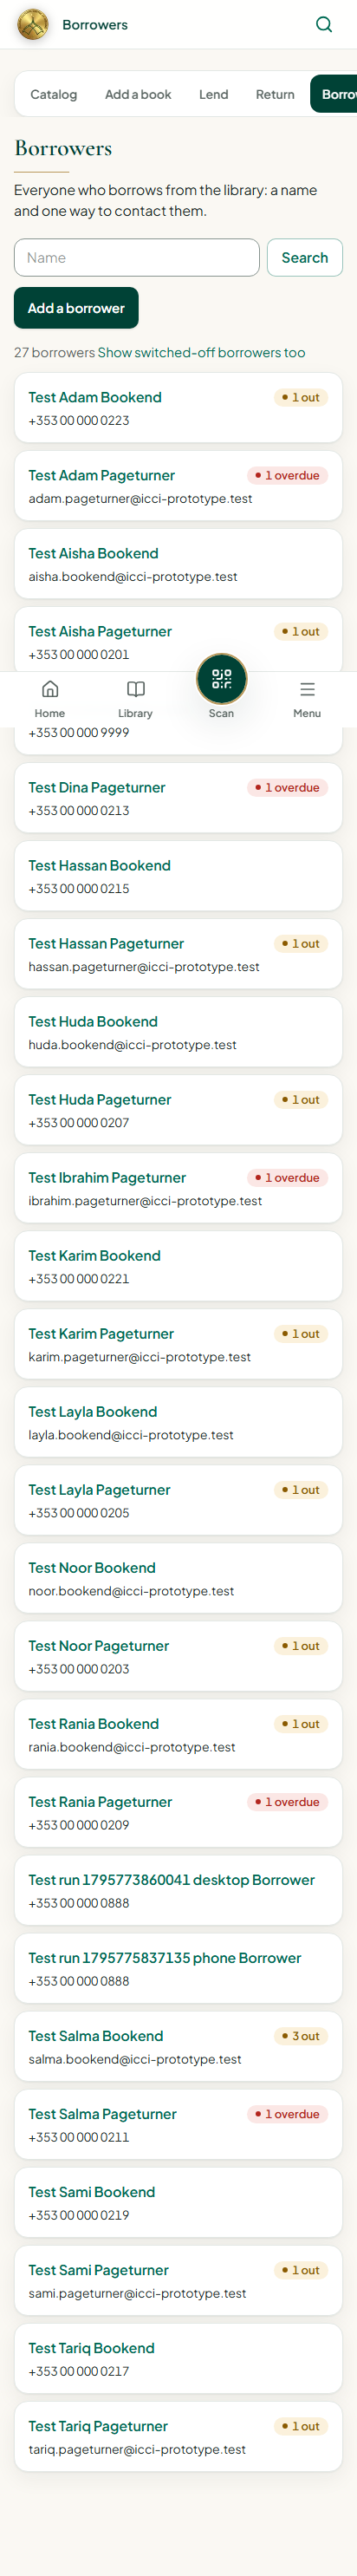 Borrowers
Catalog Add a book Lend Return Borrow
Borrowers
Everyone who borrows from the library: a name
and one way to contact them.
Name Search
Add a borrower
27 borrowers Show switched-off borrowers too
Test Adam Bookend 1 out
+353 00 000 0223
Test Adam Pageturner 1 overdue
adam.pageturner@icci-prototype.test
Test Aisha Bookend
aisha.bookend@icci-prototype.test
Test Aisha Pageturner 1 out
+353 00 000 0201
Home Library Scan Menu
+353 00 000 9999
Test Dina Pageturner 1 overdue
+353 00 000 0213
Test Hassan Bookend
+353 00 000 0215
Test Hassan Pageturner 1 out
hassan.pageturner@icci-prototype.test
Test Huda Bookend
huda.bookend@icci-prototype.test
Test Huda Pageturner 1 out
+353 00 000 0207
Test Ibrahim Pageturner 1 overdue
ibrahim.pageturner@icci-prototype.test
Test Karim Bookend
+353 00 000 0221
Test Karim Pageturner 1 out
karim.pageturner@icci-prototype.test
Test Layla Bookend
layla.bookend@icci-prototype.test
Test Layla Pageturner 1 out
+353 00 000 0205
Test Noor Bookend
noor.bookend@icci-prototype.test
Test Noor Pageturner 1 out
+353 00 000 0203
Test Rania Bookend 1 out
rania.bookend@icci-prototype.test
Test Rania Pageturner 1 overdue
+353 00 000 0209
Test run 1795773860041 desktop Borrower
+353 00 000 0888
Test run 1795775837135 phone Borrower
+353 00 000 0888
Test Salma Bookend 3 out
salma.bookend@icci-prototype.test
Test Salma Pageturner 1 overdue
+353 00 000 0211
Test Sami Bookend
+353 00 000 0219
Test Sami Pageturner 1 out
sami.pageturner@icci-prototype.test
Test Tariq Bookend
+353 00 000 0217
Test Tariq Pageturner 1 out
tariq.pageturner@icci-prototype.test